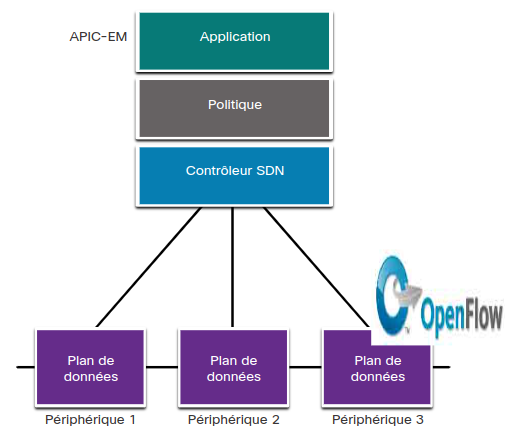 APIC-EM
Application
Politique
Contrôleur SDN
OpenFlow
Plan de
données
Plan de
données
Plan de
données
Périphérique 1
Périphérique 2
Périphérique 3